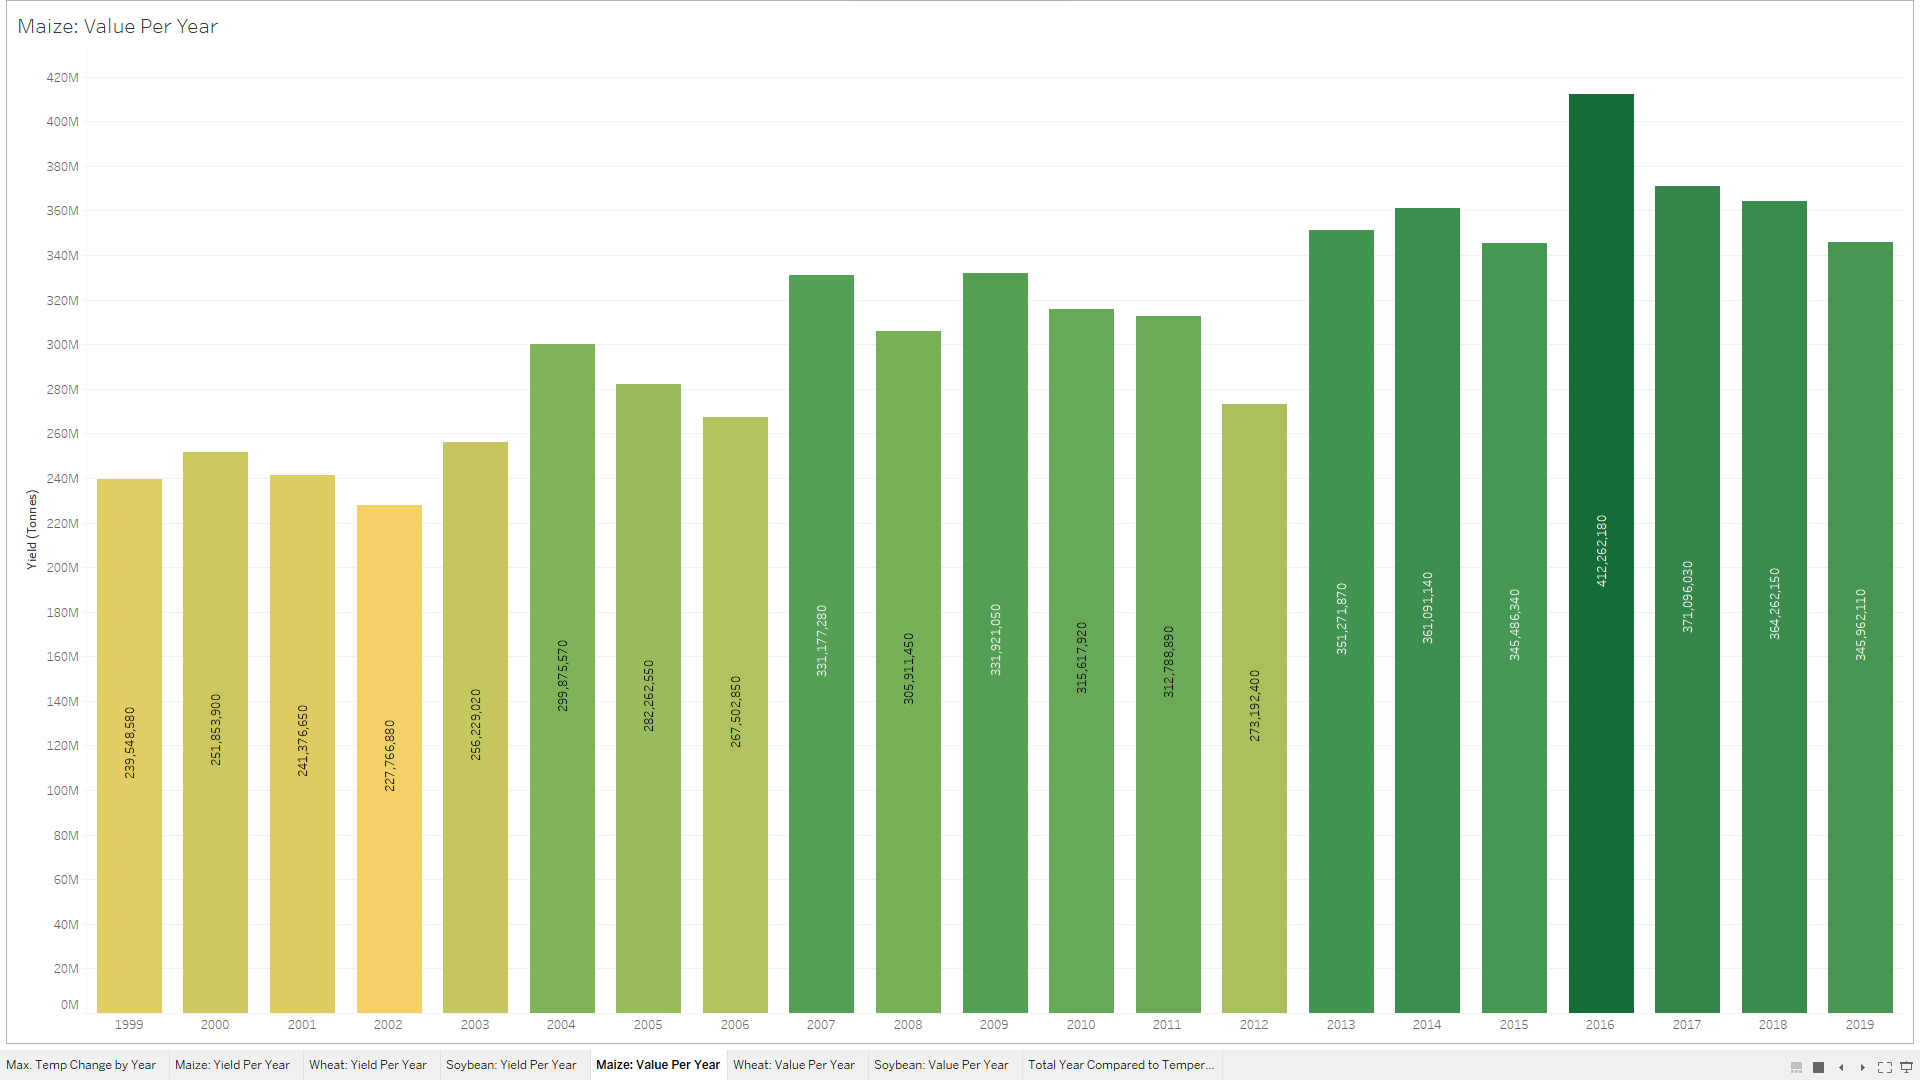 Maize: Value Per Year
420M
400M
380M
360M
340M
320M
300M
280M
260M
240M
220M
200M
180M
160M
140M
120M
100M
80M
60M
40M
20M
0M
Yield (Tonnes)
239,548,580
251,853,900
241,376,650
227,766,880
256,229,020
299,875,570
282,262,550
267,502,850
331,177,280
305,911,450
331,921,050
315,617,920
312,788,890
273,192,400
351,271,870
361,091,140
345,486,340
412,262,180
371,096,030
364,262,150
345,962,110
1999 2000 2001 2002 2003 2004 2005 2006 2007 2008 2009 2010 2011 2012 2013 2014 2015 2016 2017 2018 2019
Max. Temp Change by Year Maize: Yield Per Year Wheat: Yield Per Year Soybean: Yield Per Year Maize: Value Per Year Wheat: Value Per Year Soybean: Value Per Year Total Year Compared to Temper...